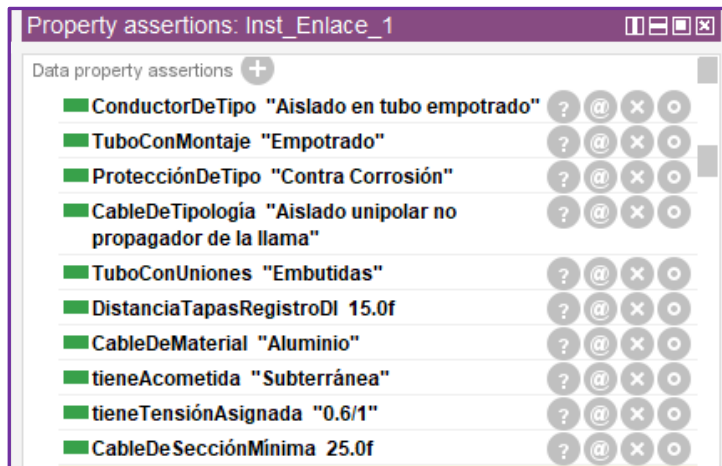 Property assertions: Inst_Enlace_1
Data property assertions
ConductorDeTipo "Aislado en tubo empotrado"
TuboConMontaje "Empotrado"
ProtecciónDeTipo "Contra Corrosión"
CableDeTipología "Aislado unipolar no
propagador de la llama"
TuboConUniones "Embutidas"
DistanciaTapasRegistroDI 15.0f
CableDeMaterial "Aluminio"
tieneAcometida "Subterránea"
tieneTensiónAsignada "0.6/1"
CableDeSecciónMínima 25.0f